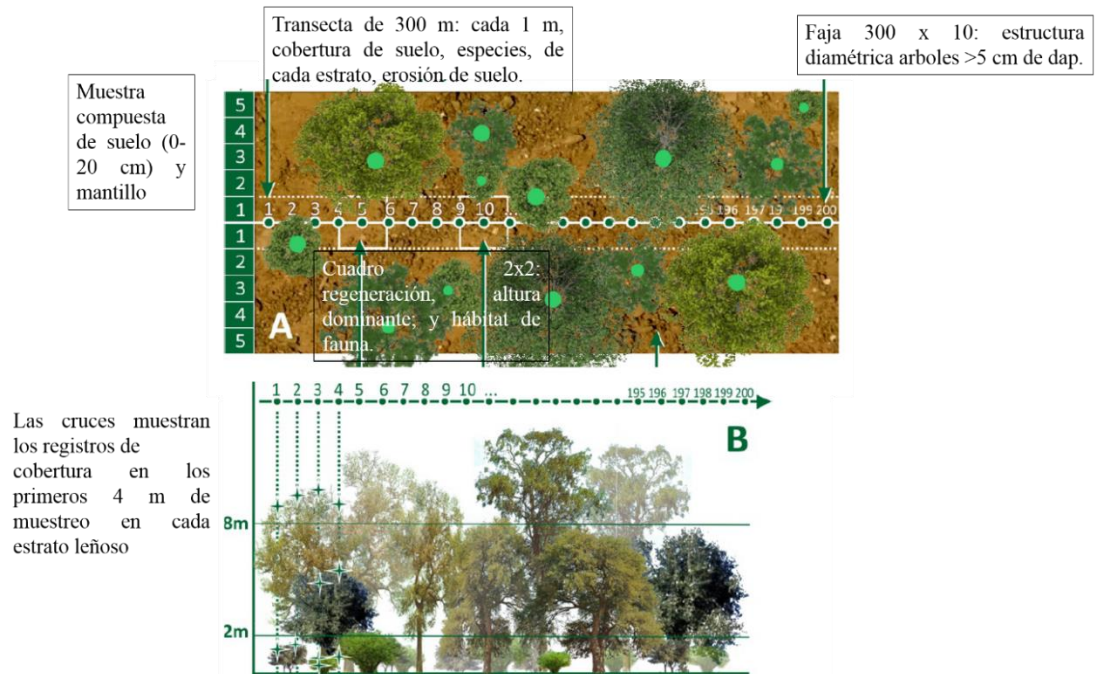 Transecta de 300 m: cada 1 m,
cobertura de suelo, especies, de
cada estrato, erosión de suelo.
Faja 300 x 10: estructura
diamétrica arboles >5 cm de dap.
Muestra
compuesta
de suelo (0-
20 cm) y
mantillo
5
4
3
2
1
1
2
3
4
5
1 2 3 4 5 6 7 8 9 10 ... 196 157 199 200
Cuadro 2x2:
regeneración, altura
dominante; y hábitat de
fauna.
A
1 2 3 4 5 6 7 8 9 10 ... 195 196 197 198 199 200
B
Las cruces muestran
los registros de
cobertura en los
primeros 4 m de
muestreo en cada
estrato leñoso
8m
2m